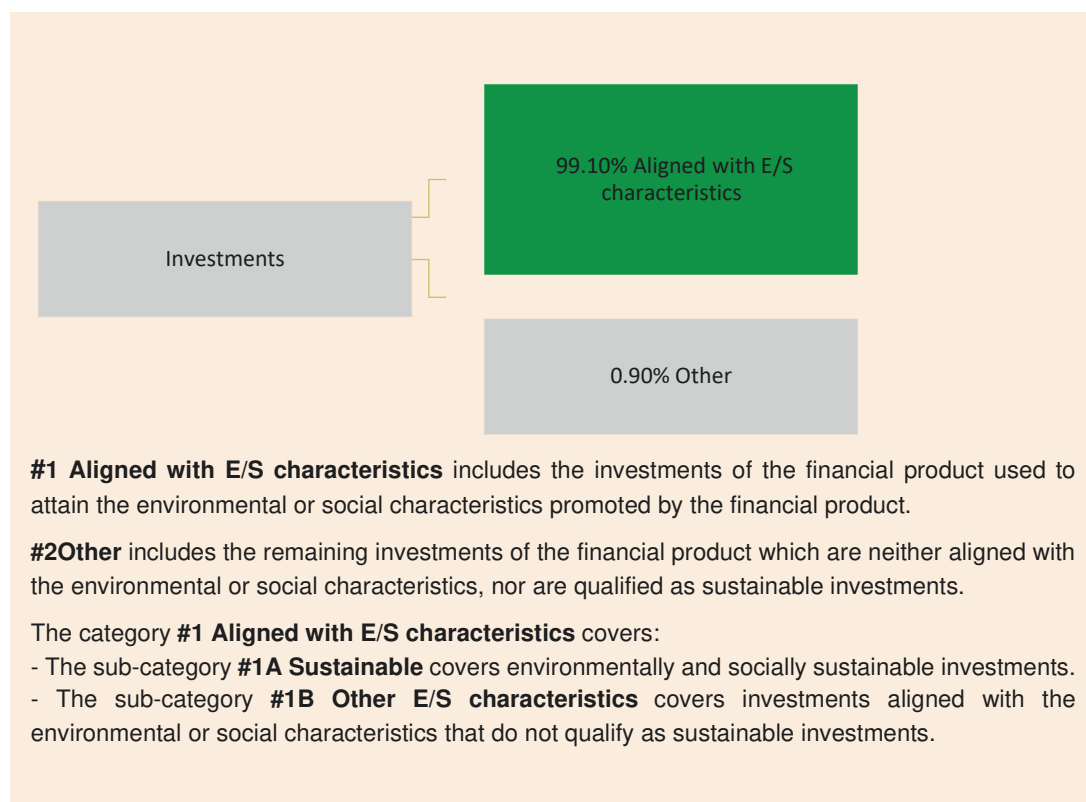 99.10% Aligned with E/S
characteristics
Investments
0.90% Other
#1 Aligned with E/S characteristics includes the investments of the financial product used to
attain the environmental or social characteristics promoted by the financial product.
#2Other includes the remaining investments of the financial product which are neither aligned with
the environmental or social characteristics, nor are qualified as sustainable investments.
The category #1 Aligned with E/S characteristics covers:
- The sub-category #1A Sustainable covers environmentally and socially sustainable investments.
- The sub-category #1B Other E/S characteristics covers investments aligned with the
environmental or social characteristics that do not qualify as sustainable investments.